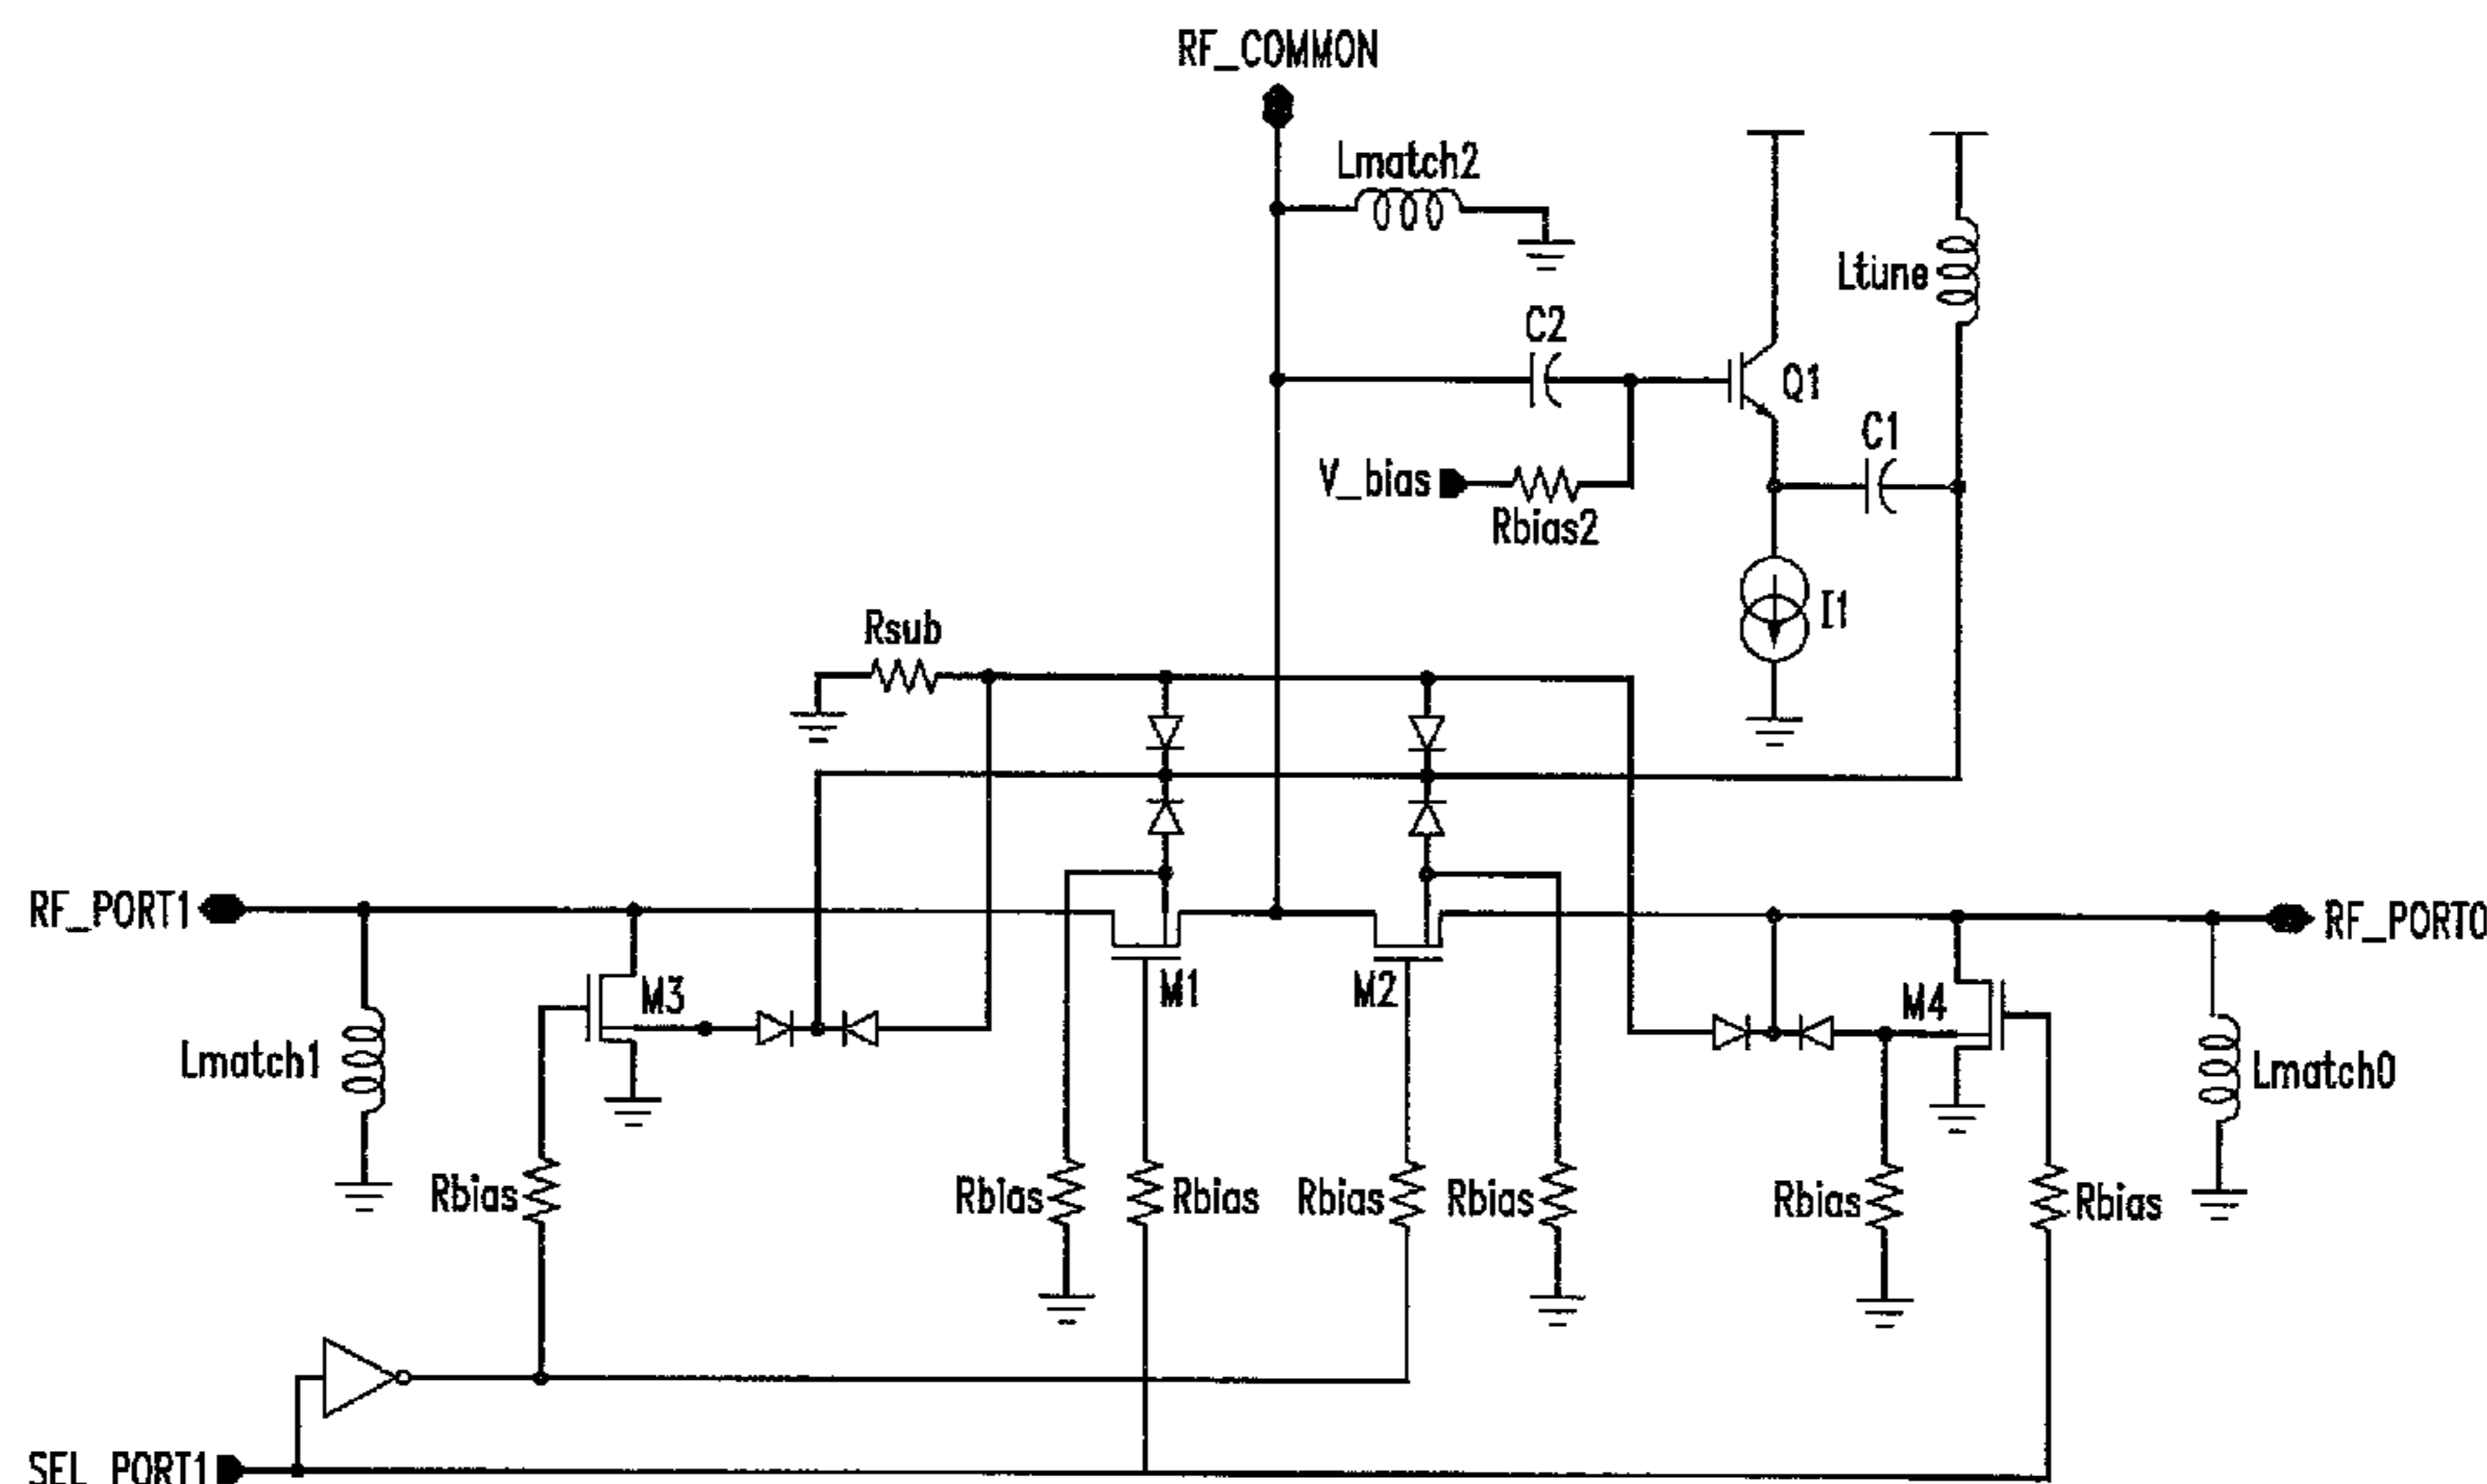 RF_COMMON
Lmatch2
Ltune
C2
Q1
C1
V_bias
Rbias2
I1
Rsub
RF_PORT1
RF_PORT0
M3
M1
M2
M4
Lmatch1
Lmatch0
Rbias
Rbias
Rbias
Rbias
Rbias
Rbias
Rbias
SEL_PORT1